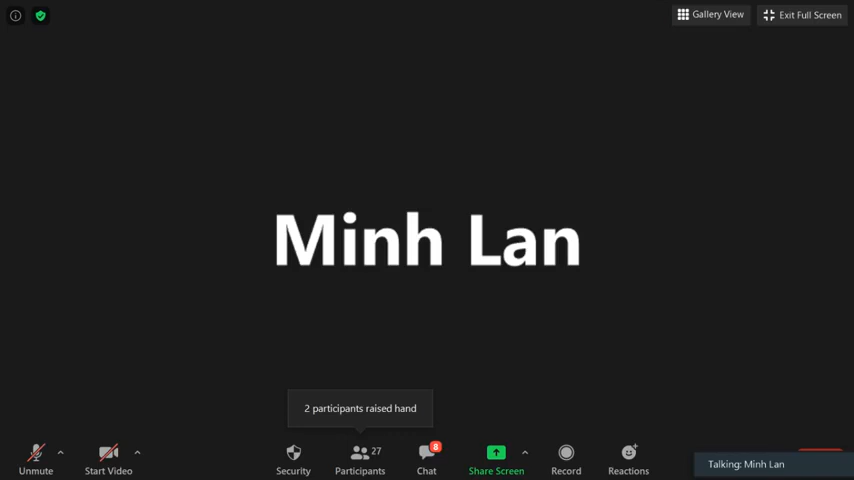 Gallery View
Exit Full Screen
Minh Lan
2 participants raised hand
27
8
Unmute
Start Video
Security
Participants
Chat
Share Screen
Record
Reactions
Talking: Minh Lan